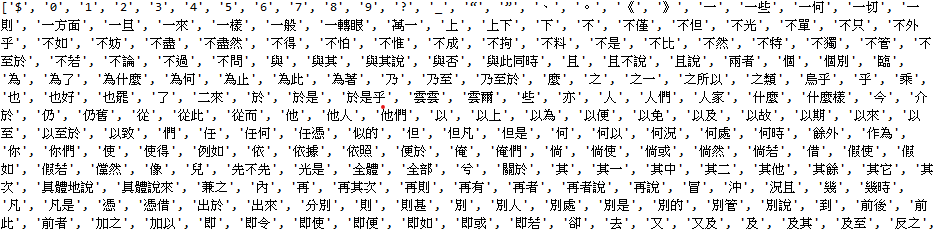 ['$', '0', '1', '2', '3', '4', '5', '6', '7', '8', '9', '?', '_', '“', '”', '、', '。', '《', '》', '一', '一些', '一何', '一切', '一
則', '一方面', '一旦', '一來', '一樣', '一般', '一轉眼', '萬一', '上', '上下', '下', '不', '不僅', '不但', '不光', '不單', '不只', '不外
乎', '不如', '不妨', '不盡', '不盡然', '不得', '不怕', '不惟', '不成', '不拘', '不料', '不是', '不比', '不然', '不特', '不獨', '不管', '不
至於', '不若', '不論', '不過', '不問', '與', '與其', '與其說', '與否', '與此同時', '且', '且不說', '且說', '兩者', '個', '個別', '臨',
'為', '為了', '為什麼', '為何', '為止', '為此', '為著', '乃', '乃至', '乃至於', '麼', '之', '之一', '之所以', '之類', '烏乎', '乎', '乘',
'也', '也好', '也罷', '了', '二來', '於', '於是', '於是乎', '雲雲', '雲爾', '些', '亦', '人', '人們', '人家', '什麼', '什麼樣', '今', '介
於', '仍', '仍舊', '從', '從此', '從而', '他', '他人', '他們', '以', '以上', '以為', '以便', '以免', '以及', '以故', '以期', '以來', '以
至', '以至於', '以致', '們', '任', '任何', '任憑', '似的', '但', '但凡', '但是', '何', '何以', '何況', '何處', '何時', '餘外', '作為',
'你', '你們', '使', '使得', '例如', '依', '依據', '依照', '便於', '俺', '俺們', '倘', '倘使', '倘或', '倘然', '倘若', '借', '假使', '假
如', '假若', '儻然', '像', '兒', '光不光', '光是', '全體', '全部', '兮', '關於', '其', '其一', '其中', '其二', '其他', '其餘', '其它', '其
次', '具體地說', '具體說來', '兼之', '內', '再', '再其次', '再則', '再有', '再者', '再者說', '再說', '冒', '沖', '況且', '幾', '幾時',
'凡', '凡是', '憑', '憑借', '出於', '出來', '分別', '則', '則甚', '別', '別人', '別處', '別是', '別的', '別管', '別說', '到', '前後', '前
此', '前者', '加之', '加以', '即', '即令', '即使', '即便', '即如', '即或', '即若', '卻', '去', '又', '又及', '及', '及其', '及至', '反之',